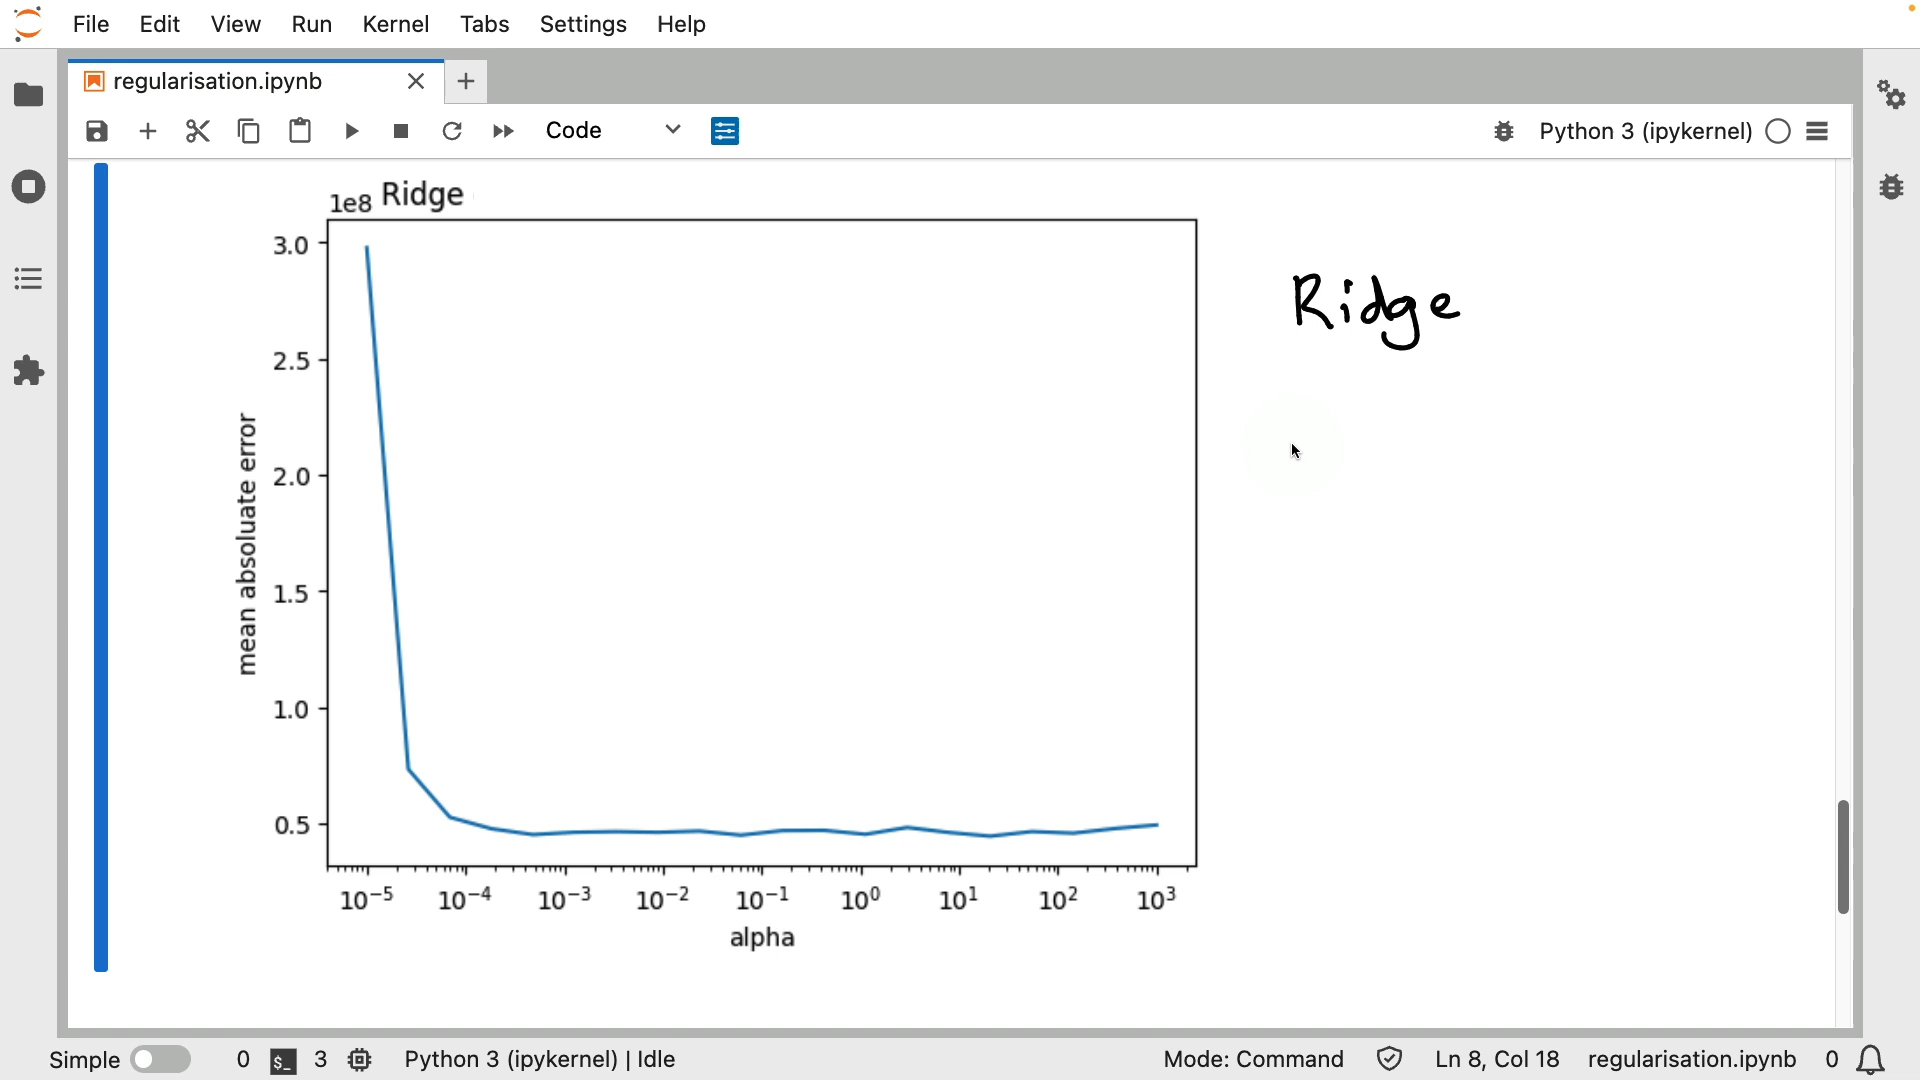 File Edit View Run Kernel Tabs Settings Help
regularisation.ipynb
Code
Python 3 (ipykernel)
1e8 Ridge
3.0
2.5
2.0
1.5
1.0
0.5
mean absoluate error
10⁻⁵ 10⁻⁴ 10⁻³ 10⁻² 10⁻¹ 10⁰ 10¹ 10² 10³
alpha
Ridge
Simple 0 $_ 3 Python 3 (ipykernel) | Idle Mode: Command Ln 8, Col 18 regularisation.ipynb 0